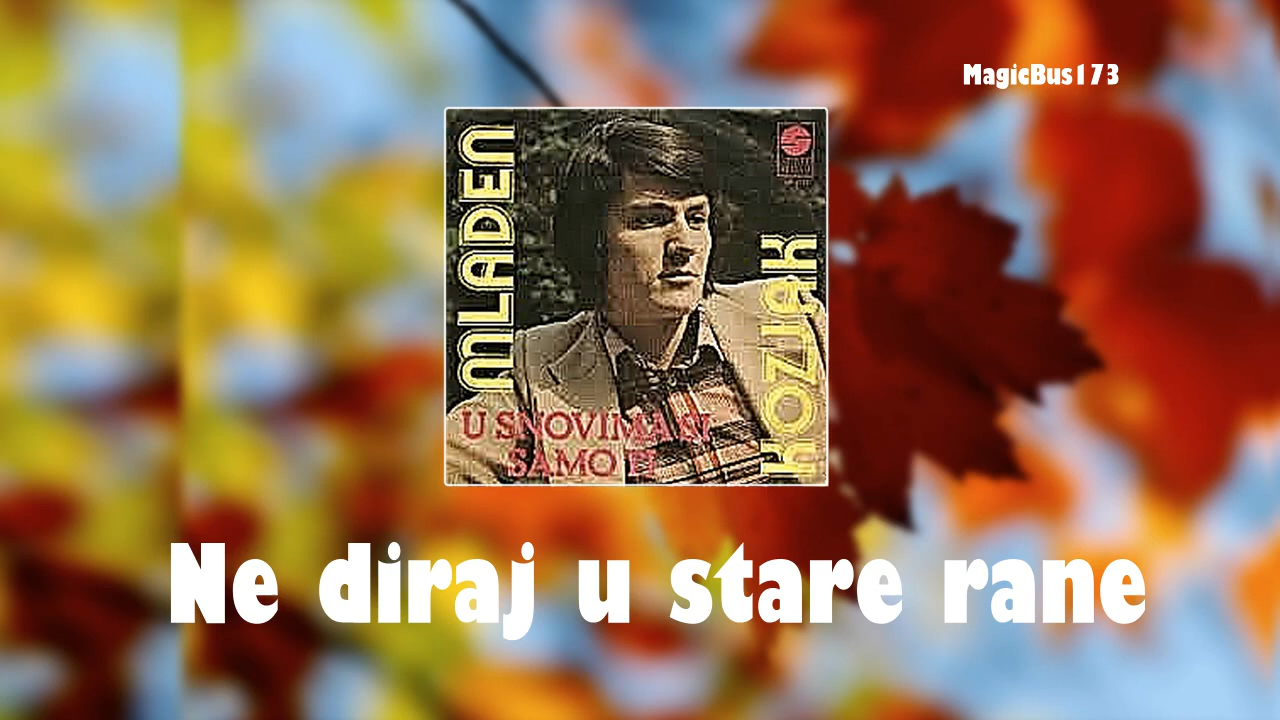 MagicBus173
MLADEN
KOZJAK
U SNOVIMA SI
SAMO TI
Ne diraj u stare rane